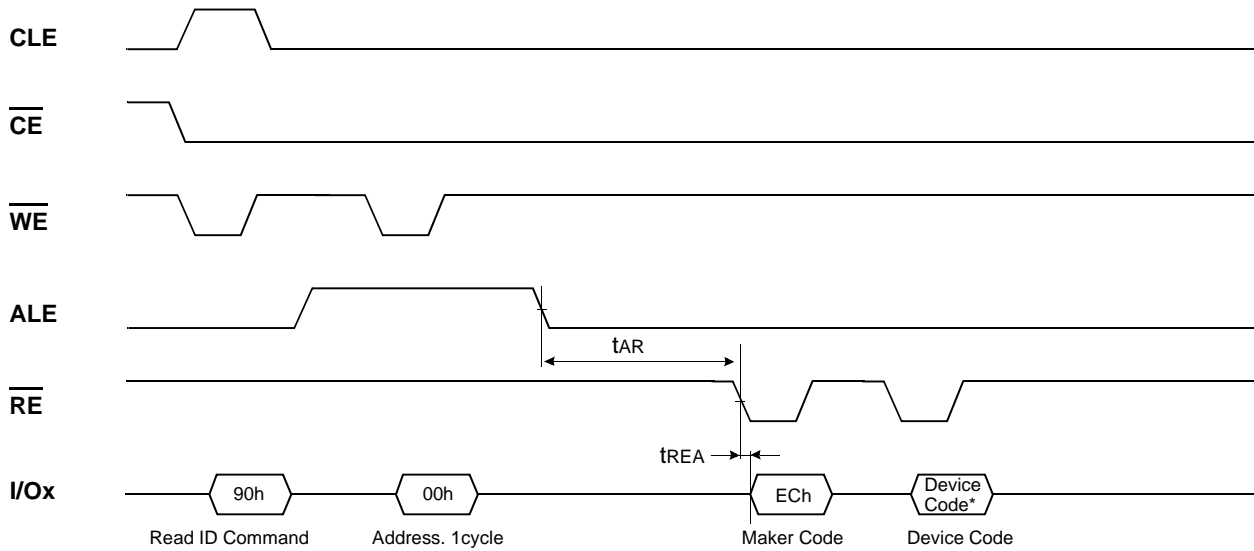 CLE
CE
WE
ALE
tAR
RE
tREA
I/Ox
90h
00h
ECh
Device
Code*
Read ID Command
Address. 1cycle
Maker Code
Device Code